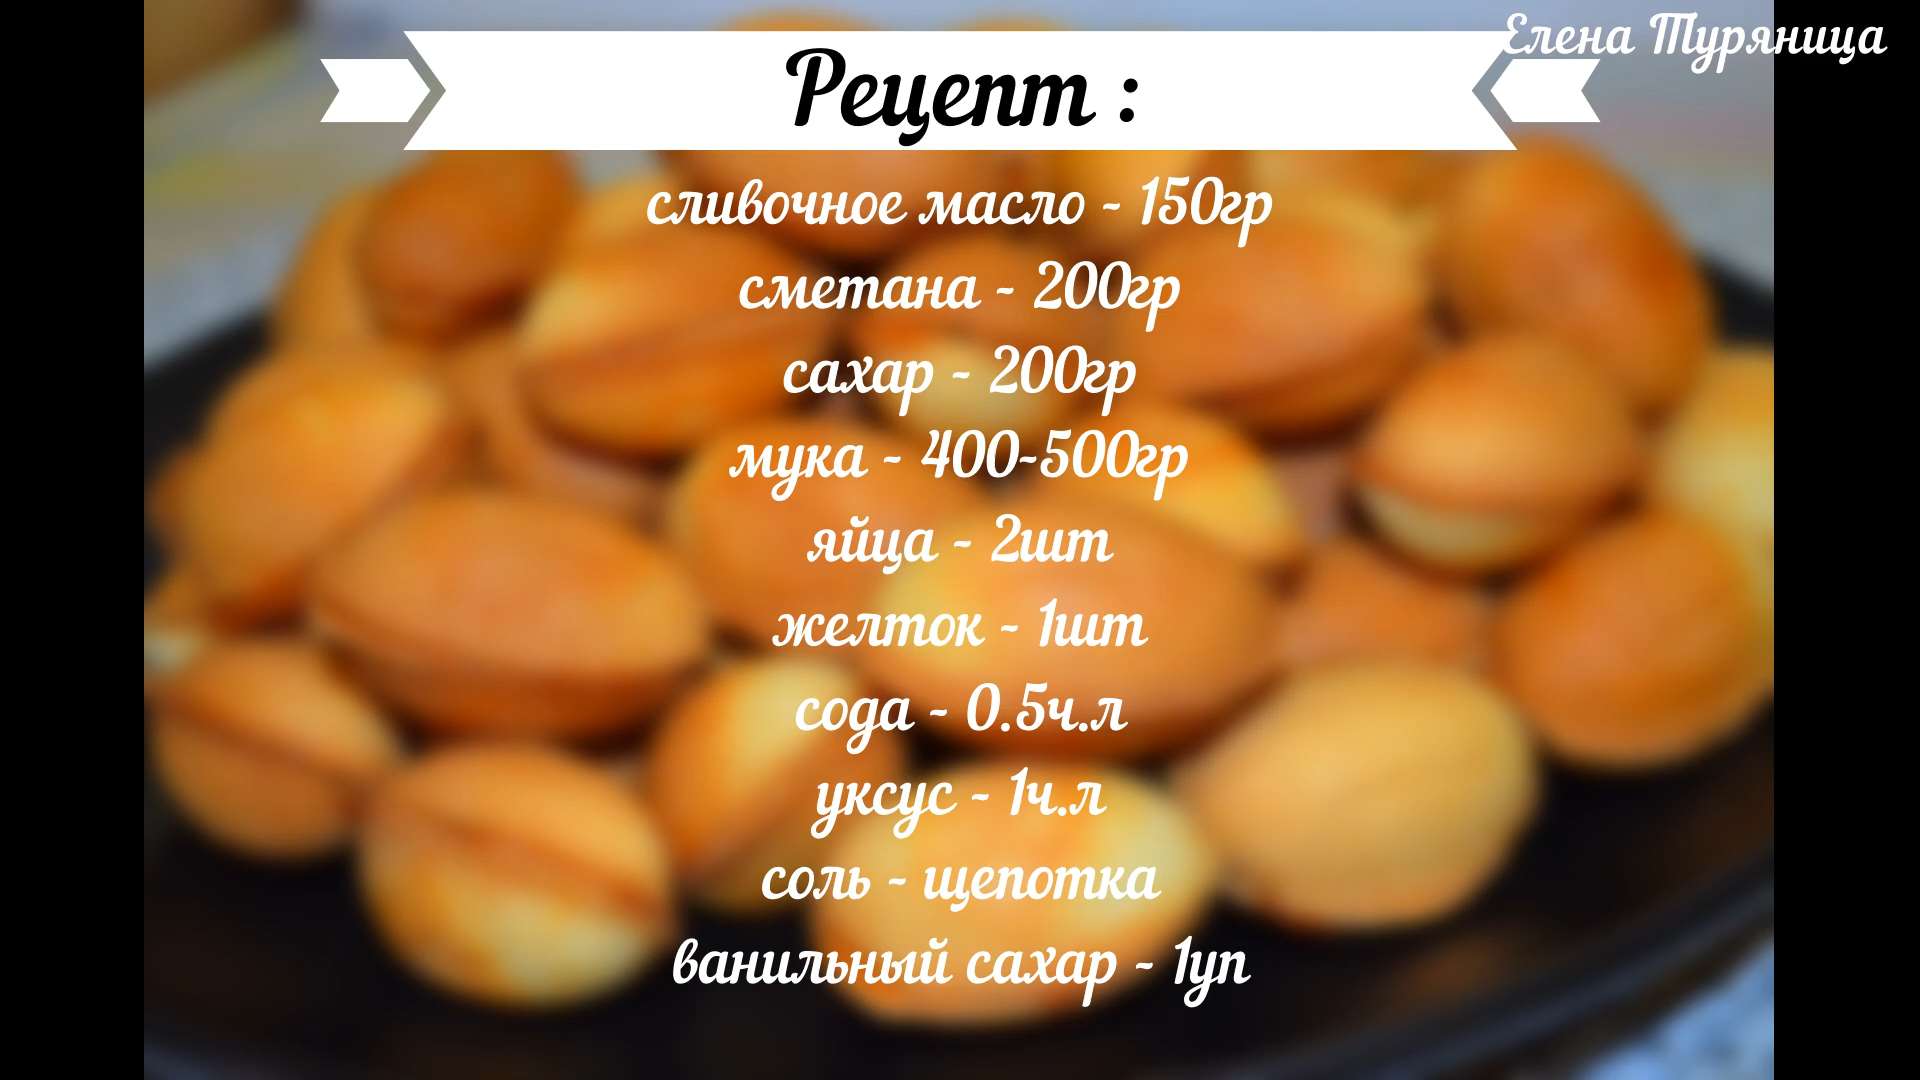 Елена Туряница
Рецепт :
сливочное масло - 150гр
сметана - 200гр
сахар - 200гр
мука - 400-500гр
яйца - 2шт
желток - 1шт
сода - 0.5ч.л
уксус - 1ч.л
соль - щепотка
ванильный сахар - 1уп